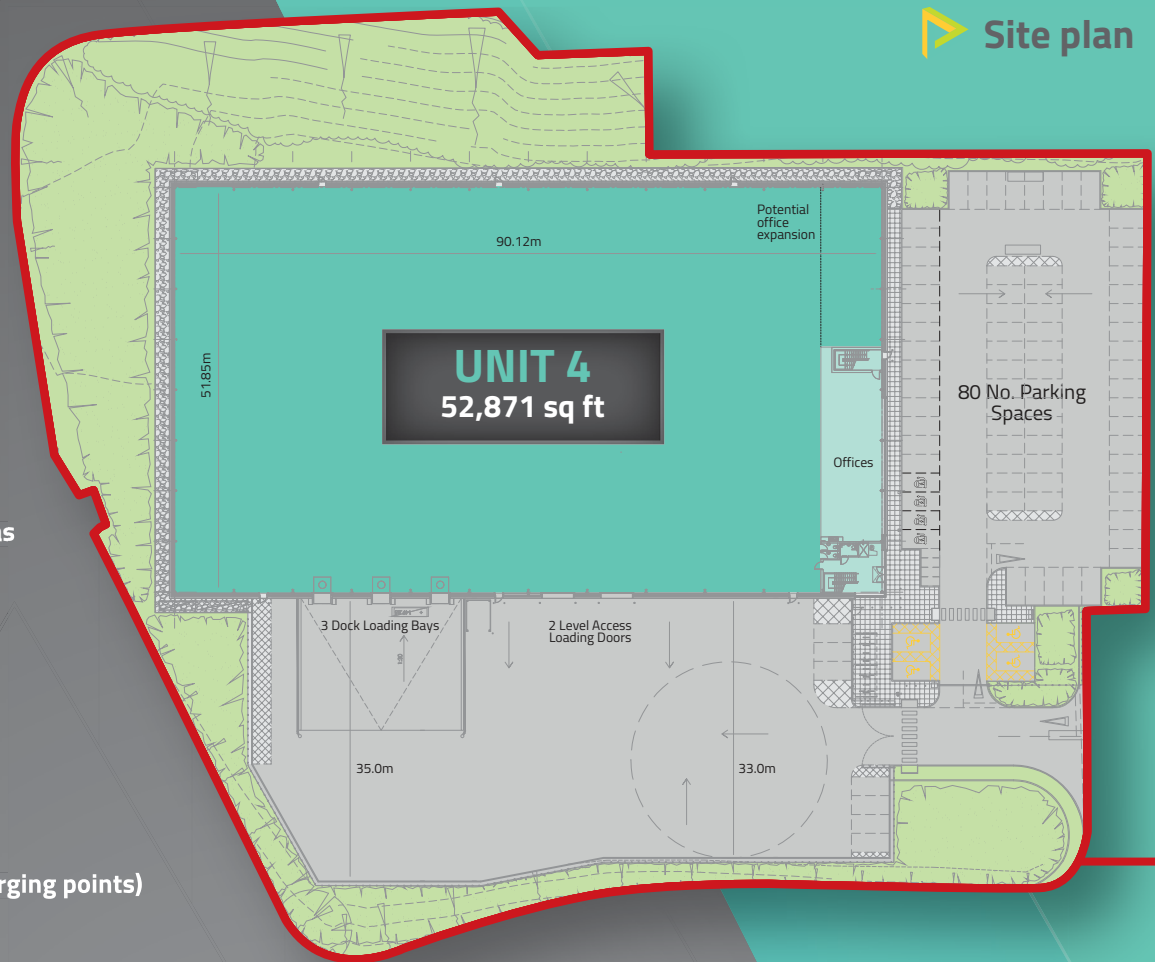 Site plan
Potential
office
expansion
90.12m
51.85m
UNIT 4
52,871 sq ft
80 No. Parking
Spaces
Offices
as
3 Dock Loading Bays
2 Level Access
Loading Doors
35.0m
33.0m
rging points)